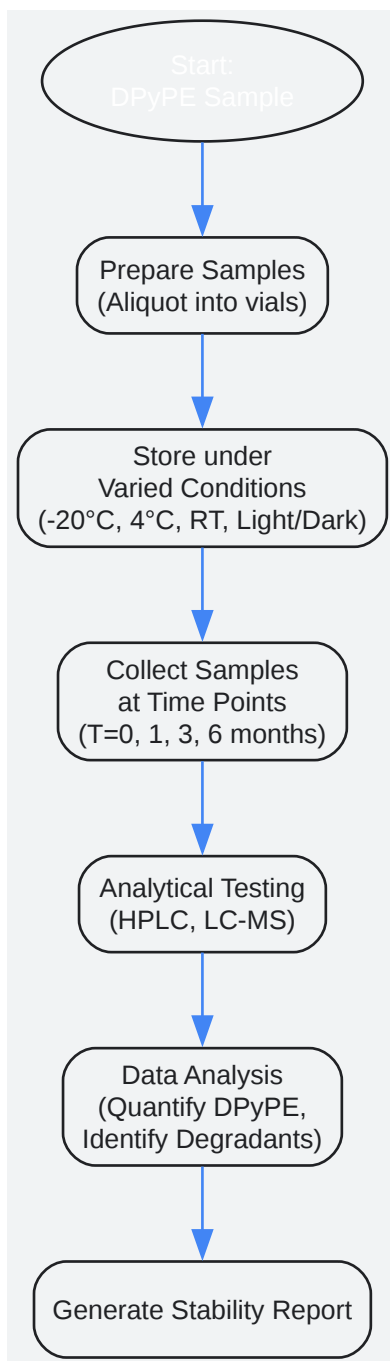 Start:
DPyPE Sample
Prepare Samples
(Aliquot into vials)
Store under
Varied Conditions
(-20°C, 4°C, RT, Light/Dark)
Collect Samples
at Time Points
(T=0, 1, 3, 6 months)
Analytical Testing
(HPLC, LC-MS)
Data Analysis
(Quantify DPyPE,
Identify Degradants)
Generate Stability Report